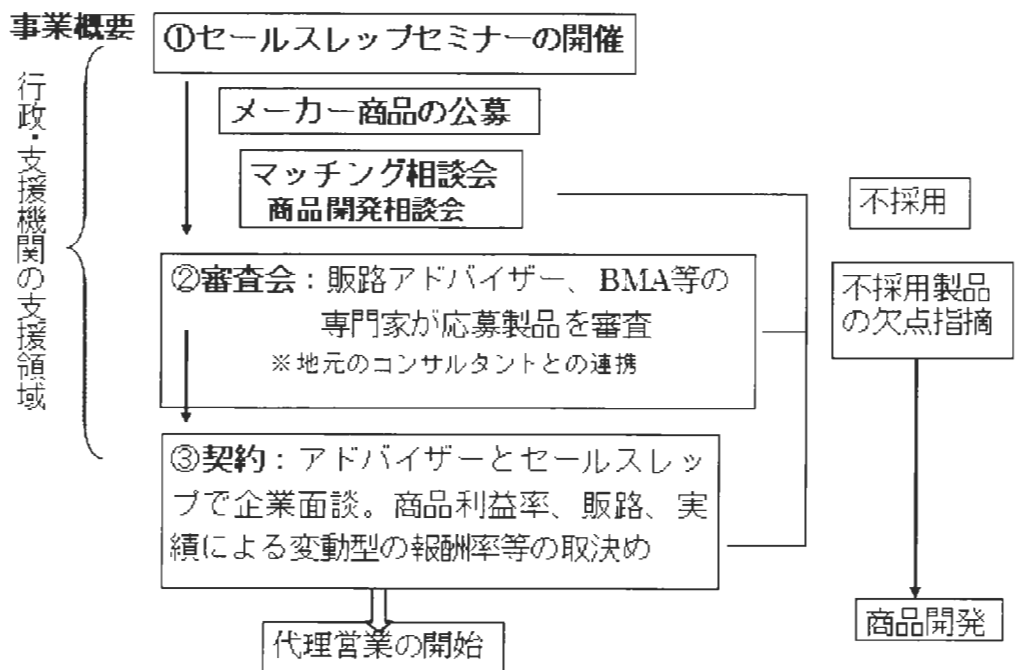 事業概要
①セールスレップセミナーの開催
行政・支援機関の支援領域
メーカー商品の公募
マッチング相談会
商品開発相談会
②審査会：販路アドバイザー、BMA等の
専門家が応募製品を審査
※地元のコンサルタントとの連携
③契約：アドバイザーとセールスレッ
プで企業面談。商品利益率、販路、実
績による変動型の報酬率等の取決め
代理営業の開始
不採用
不採用製品
の欠点指摘
商品開発